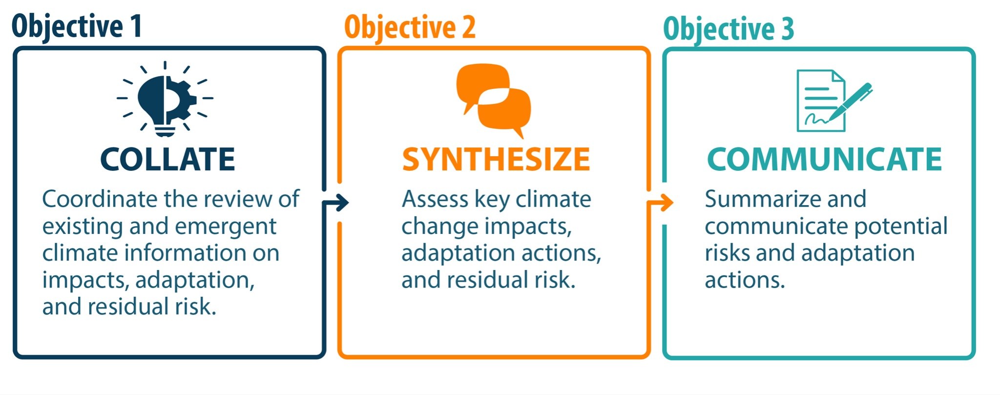 Objective 1
COLLATE
Coordinate the review of
existing and emergent
climate information on
impacts, adaptation,
and residual risk.
Objective 2
SYNTHESIZE
Assess key climate
change impacts,
adaptation actions,
and residual risk.
Objective 3
COMMUNICATE
Summarize and
communicate potential
risks and adaptation
actions.